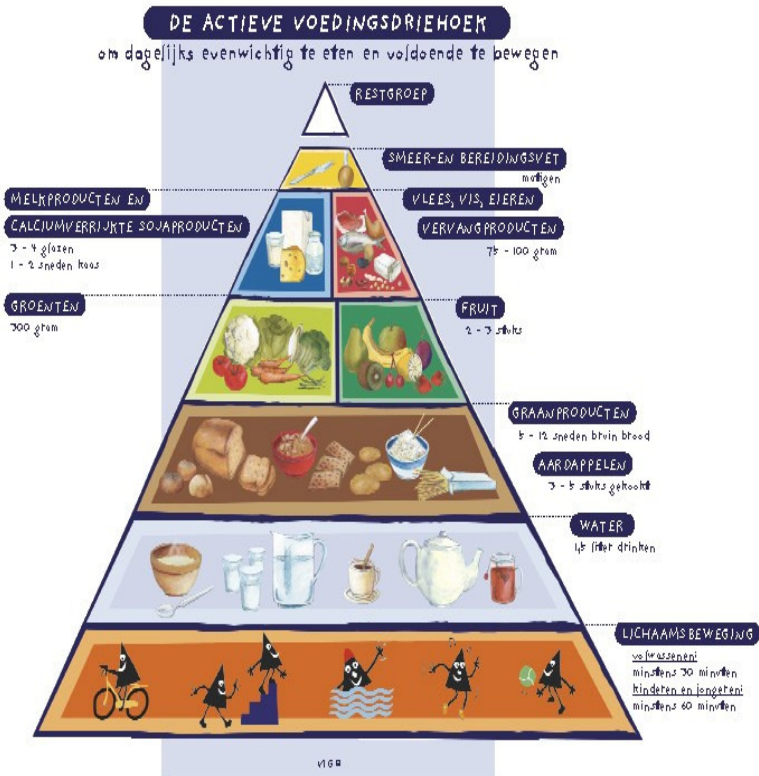 DE ACTIEVE VOEDINGSDRIEHOEK
om dagelijks evenwichtig te eten en voldoende te bewegen
RESTGROEP
SMEER-EN BEREIDINGSVET
matigen
MELKPRODUCTEN EN
CALCIUMVERRIJKTE SOJAPRODUCTEN
3 - 4 glazen
1 - 2 sneden kaas
VLEES, VIS, EIEREN
VERVANGPRODUCTEN
75 - 100 gram
GROENTEN
300 gram
FRUIT
2 - 3 stuks
GRAANPRODUCTEN
5 - 12 sneden bruin brood
AARDAPPELEN
3 - 5 stuks gekookt
WATER
1,5 liter drinken
LICHAAMSBEWEGING
volwassenen:
minstens 30 minuten
kinderen en jongeren:
minstens 60 minuten
VIG